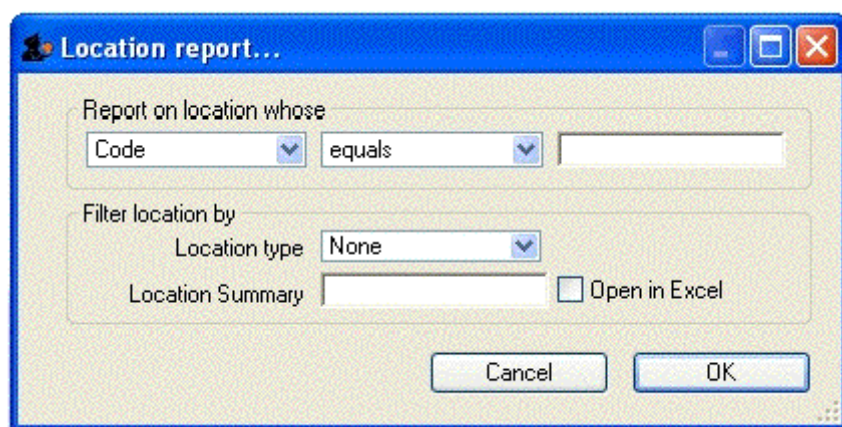 Location report...
Report on location whose
Code equals
Filter location by
Location type None
Location Summary Open in Excel
Cancel OK